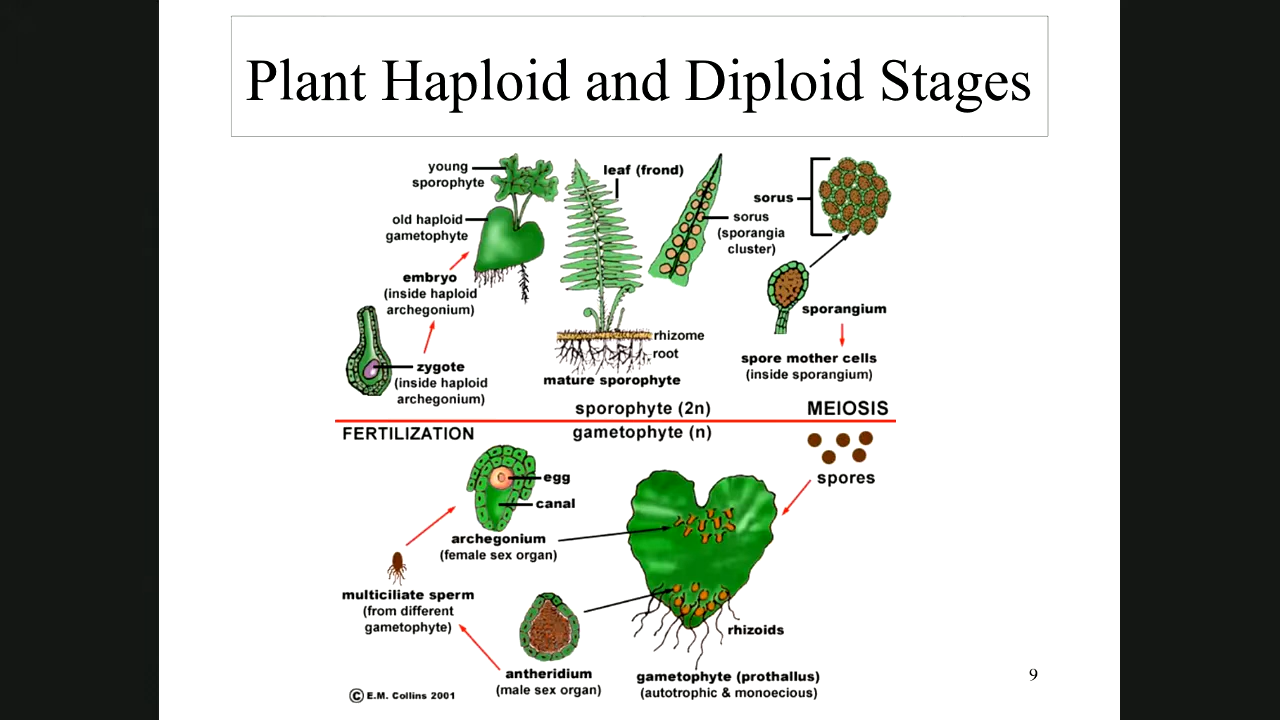 Plant Haploid and Diploid Stages
young
sporophyte
old haploid
gametophyte
embryo
(inside haploid
archegonium)
zygote
(inside haploid
archegonium)
leaf (frond)
rhizome
root
mature sporophyte
sorus
(sporangia
cluster)
sorus
sporangium
spore mother cells
(inside sporangium)
sporophyte (2n)
MEIOSIS
FERTILIZATION
gametophyte (n)
spores
egg
canal
archegonium
(female sex organ)
multiciliate sperm
(from different
gametophyte)
antheridium
(male sex organ)
rhizoids
gametophyte (prothallus)
(autotrophic & monoecious)
© E.M. Collins 2001
9